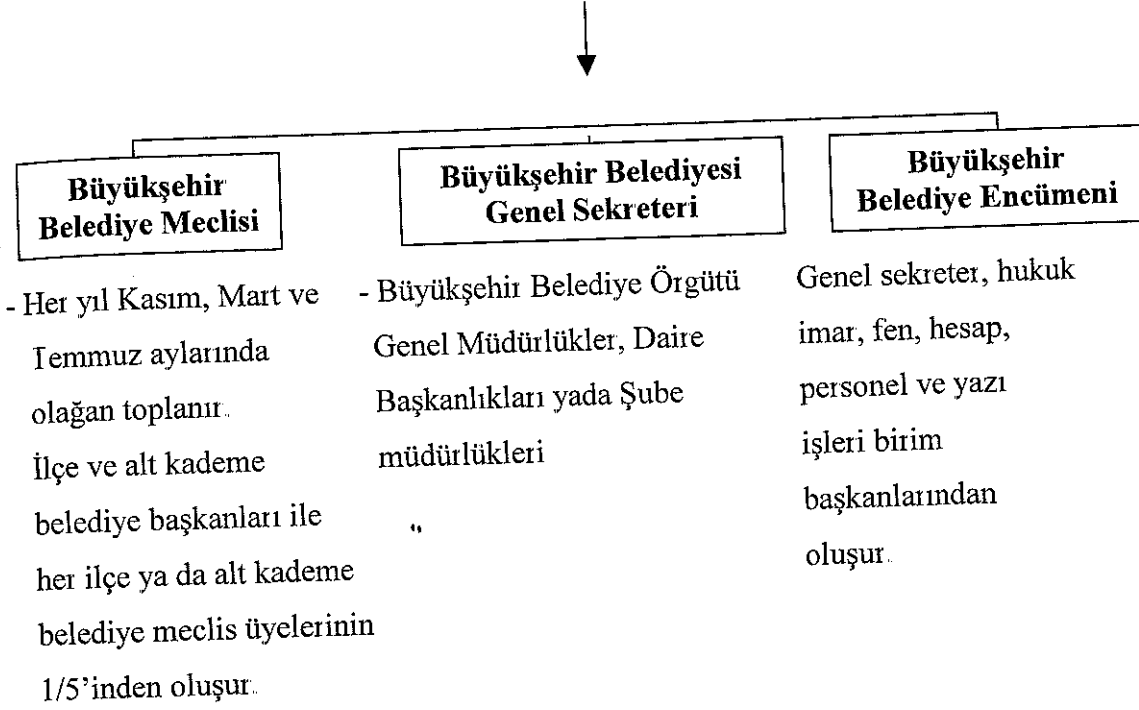 Büyükşehir
Belediye Meclisi
- Her yıl Kasım, Mart ve
Temmuz aylarında
olağan toplanır.
İlçe ve alt kademe
belediye başkanları ile
her ilçe ya da alt kademe
belediye meclis üyelerinin
1/5'inden oluşur.
Büyükşehir Belediyesi
Genel Sekreteri
- Büyükşehir Belediye Örgütü
Genel Müdürlükler, Daire
Başkanlıkları yada Şube
müdürlükleri
Büyükşehir
Belediye Encümeni
Genel sekreter, hukuk
imar, fen, hesap,
personel ve yazı
işleri birim
başkanlarından
oluşur.